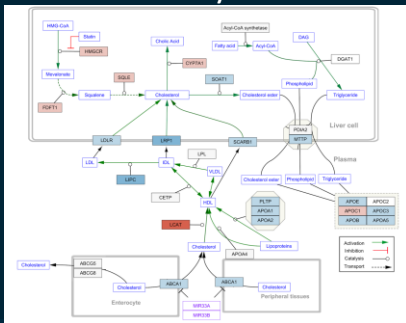 HMG-CoA
Statin
HMGCR
Mevalonate
FDFT1
Squalene
SQLE
Cholic Acid
CYP7A1
Cholesterol
SOAT1
Cholesterol ester
Acyl-CoA synthetase
Fatty acid
Acyl-CoA
DAG
DGAT1
Phospholipid
Triglyceride
PDIA2
MTTP
Liver cell
LDLR
LRP1
SCARB1
Plasma
LDL
IDL
LPL
VLDL
LIPC
CETP
HDL
Cholesterol ester
Phospholipid
Triglyceride
PLTP
APOA1
APOA2
APOE
APOC2
APOC1
APOC3
APOB
APOA5
LCAT
Cholesterol
Lipoproteins
APOA4
Activation
Inhibition
Catalysis
Transport
Cholesterol
ABCG5
ABCG8
Cholesterol
ABCA1
Enterocyte
MIR33A
MIR33B
ABCA1
Cholesterol
Peripheral tissues